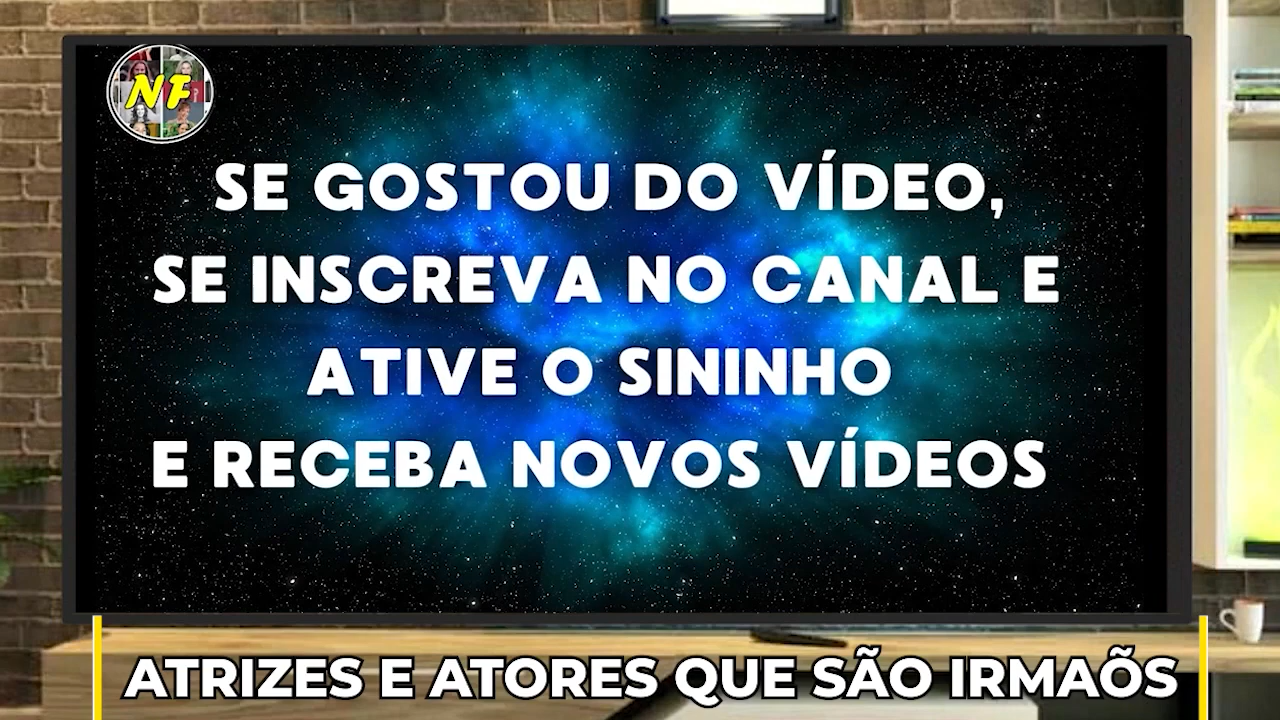 NF
SE GOSTOU DO VÍDEO,
SE INSCREVA NO CANAL E
ATIVE O SININHO
E RECEBA NOVOS VÍDEOS
ATRIZES E ATORES QUE SÃO IRMAÕS